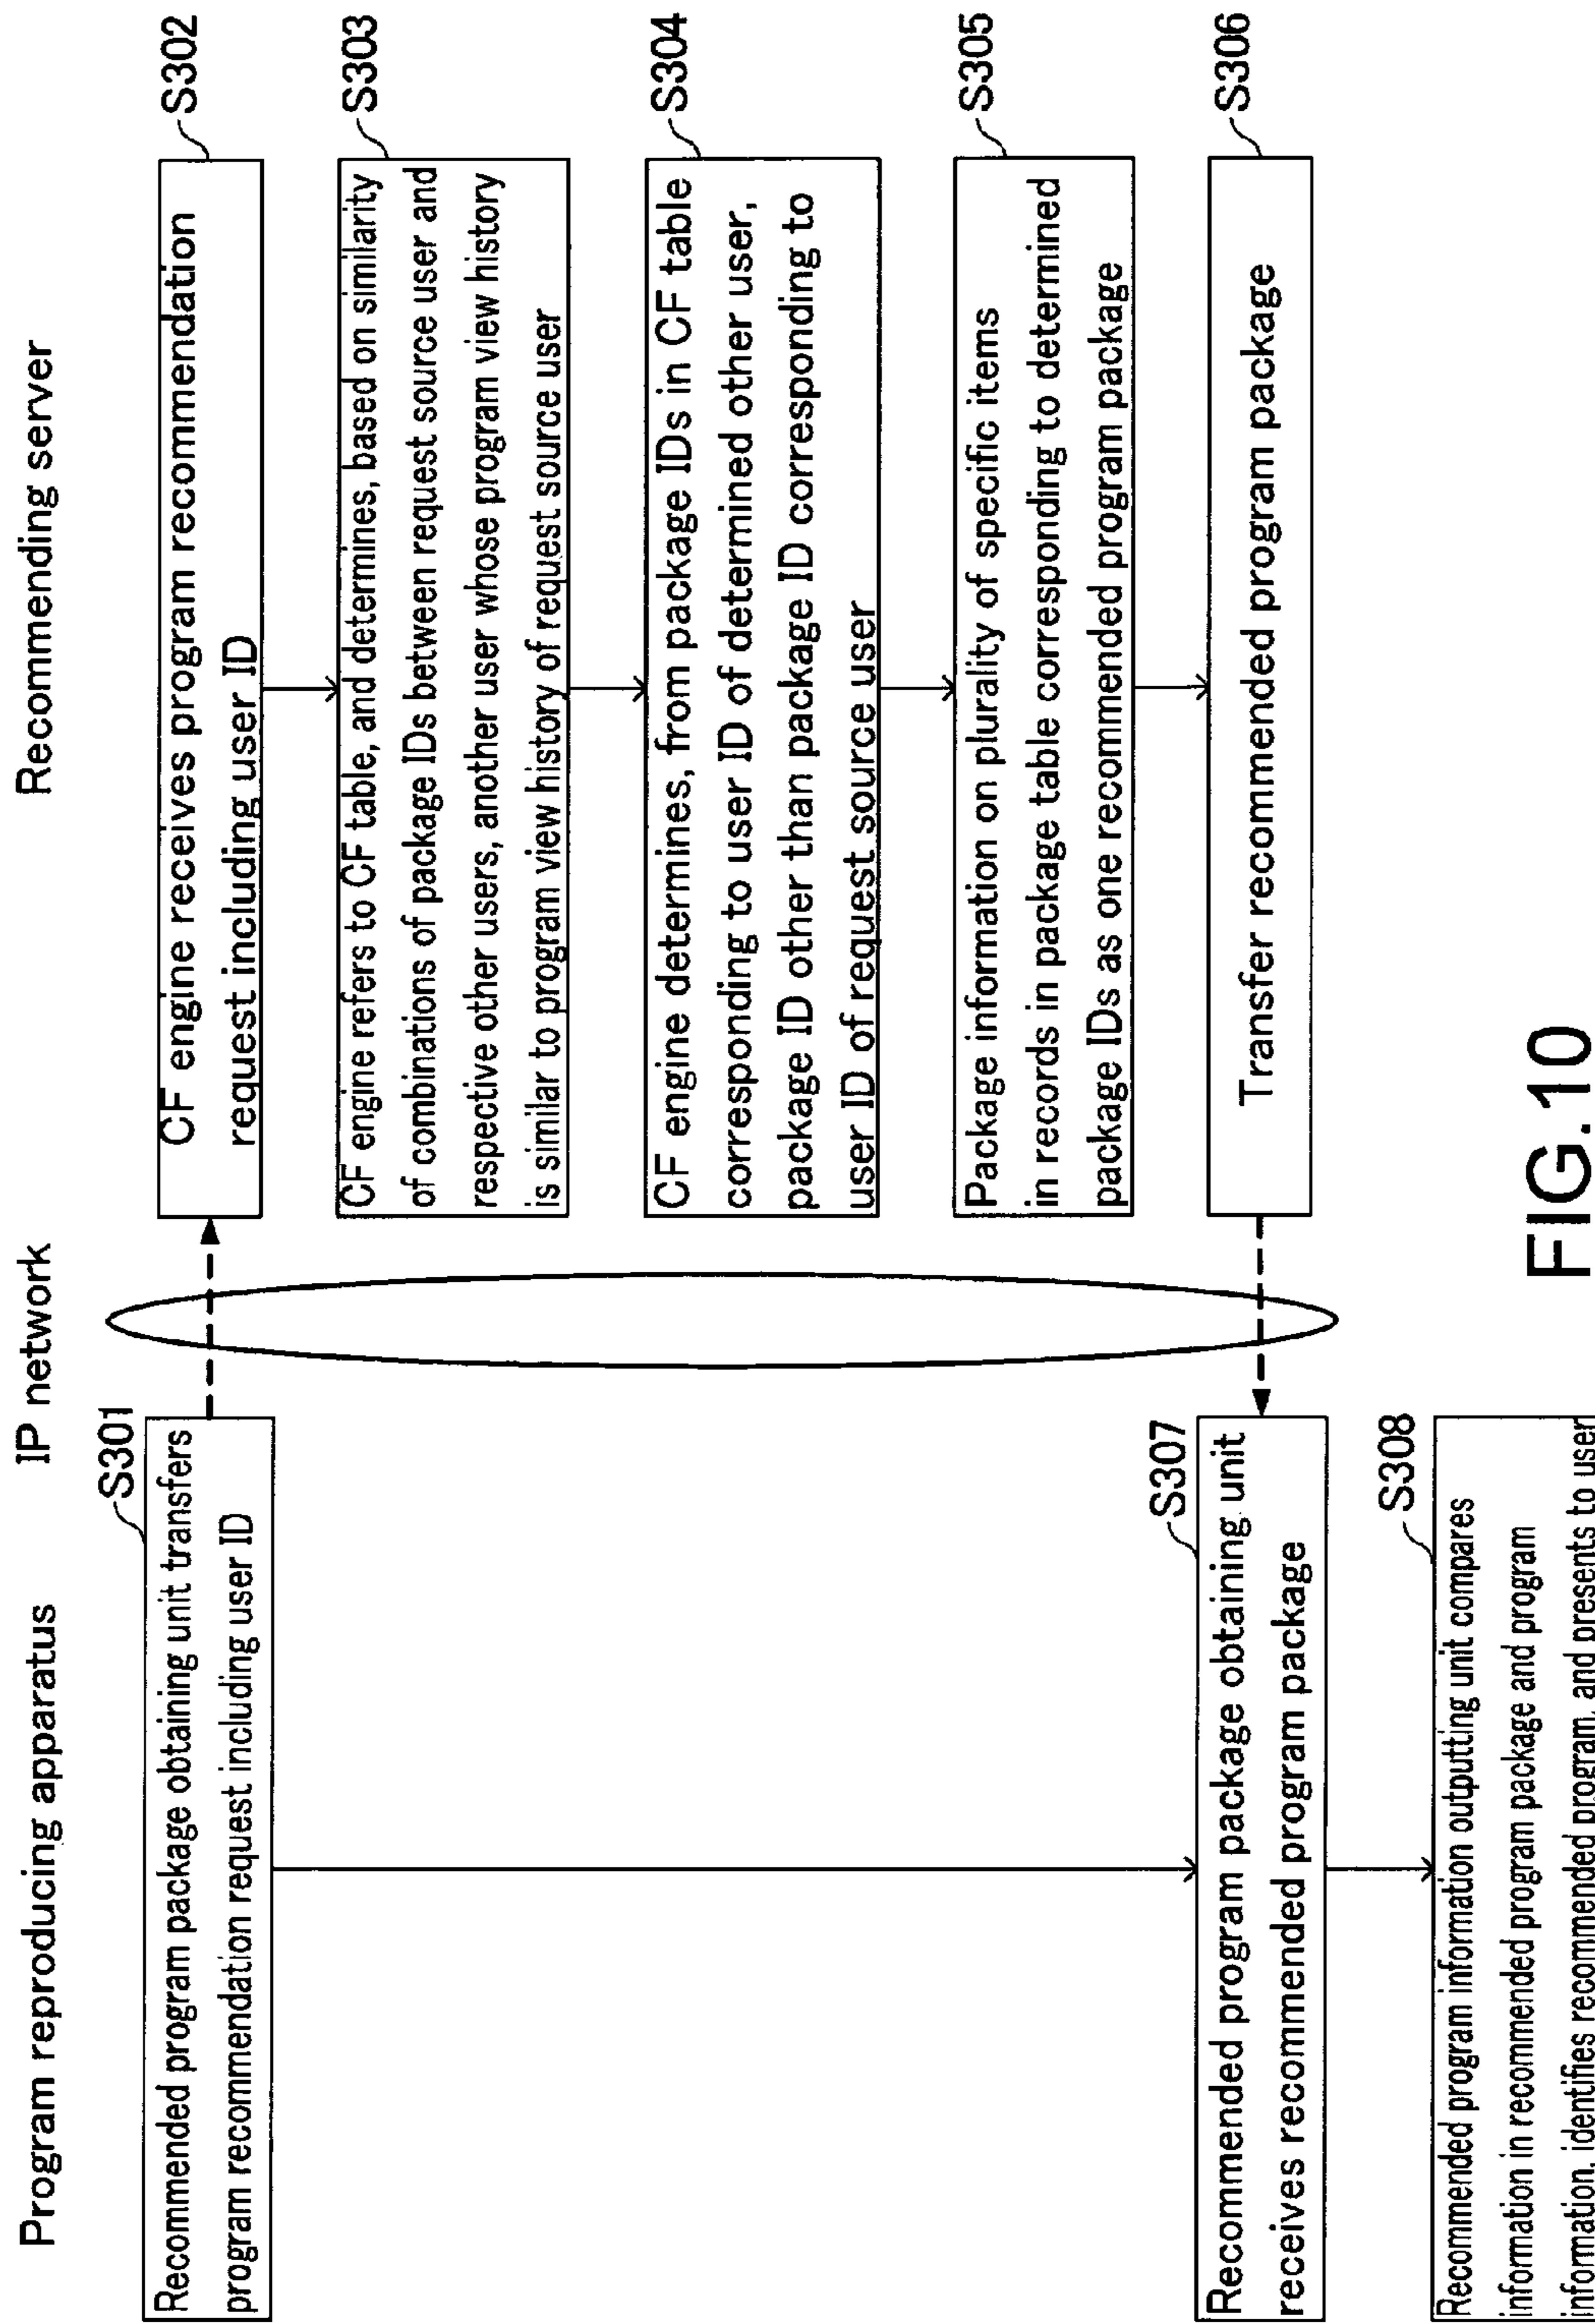 Program reproducing apparatus
IP network
Recommending server
S301
Recommended program package obtaining unit transfers
program recommendation request including user ID
S302
CF engine receives program recommendation
request including user ID
S303
CF engine refers to CF table, and determines, based on similarity
of combinations of package IDs between request source user and
respective other users, another user whose program view history
is similar to program view history of request source user
S304
CF engine determines, from package IDs in CF table
corresponding to user ID of determined other user,
package ID other than package ID corresponding to
user ID of request source user
S305
Package information on plurality of specific items
in records in package table corresponding to determined
package IDs as one recommended program package
S306
Transfer recommended program package
S307
Recommended program package obtaining unit
receives recommended program package
S308
Recommended program information outputting unit compares
information in recommended program package and program
information, identifies recommended program, and presents to user
FIG.10